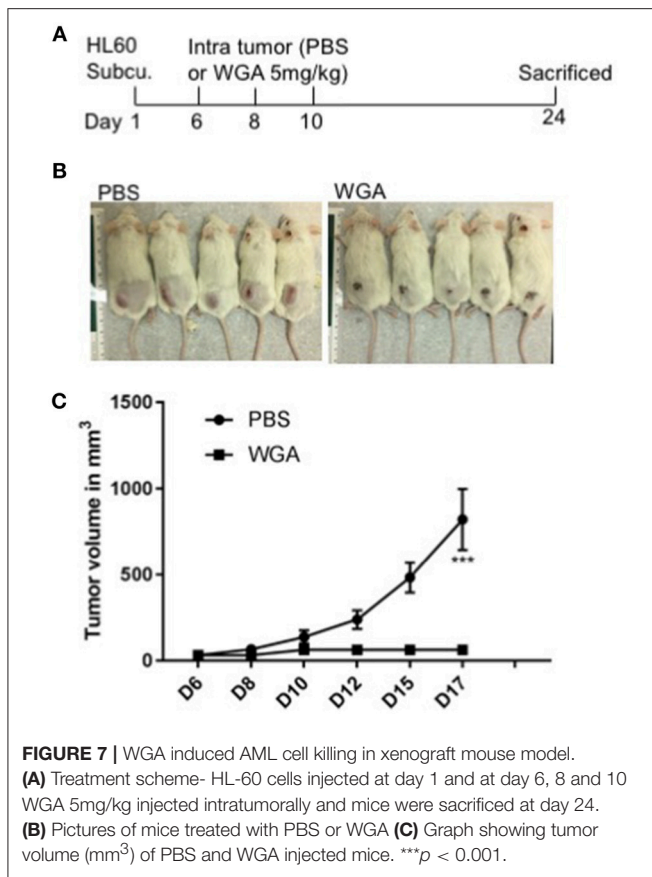 A
HL60 Intra tumor (PBS
Subcu. or WGA 5mg/kg) Sacrificed
Day 1 6 8 10 24
B
PBS WGA
C
1500
1000
500
0
Tumor volume in mm³
PBS
WGA
***
D6 D8 D10 D12 D15 D17
FIGURE 7 | WGA induced AML cell killing in xenograft mouse model.
(A) Treatment scheme- HL-60 cells injected at day 1 and at day 6, 8 and 10
WGA 5mg/kg injected intratumorally and mice were sacrificed at day 24.
(B) Pictures of mice treated with PBS or WGA (C) Graph showing tumor
volume (mm³) of PBS and WGA injected mice. ***p < 0.001.